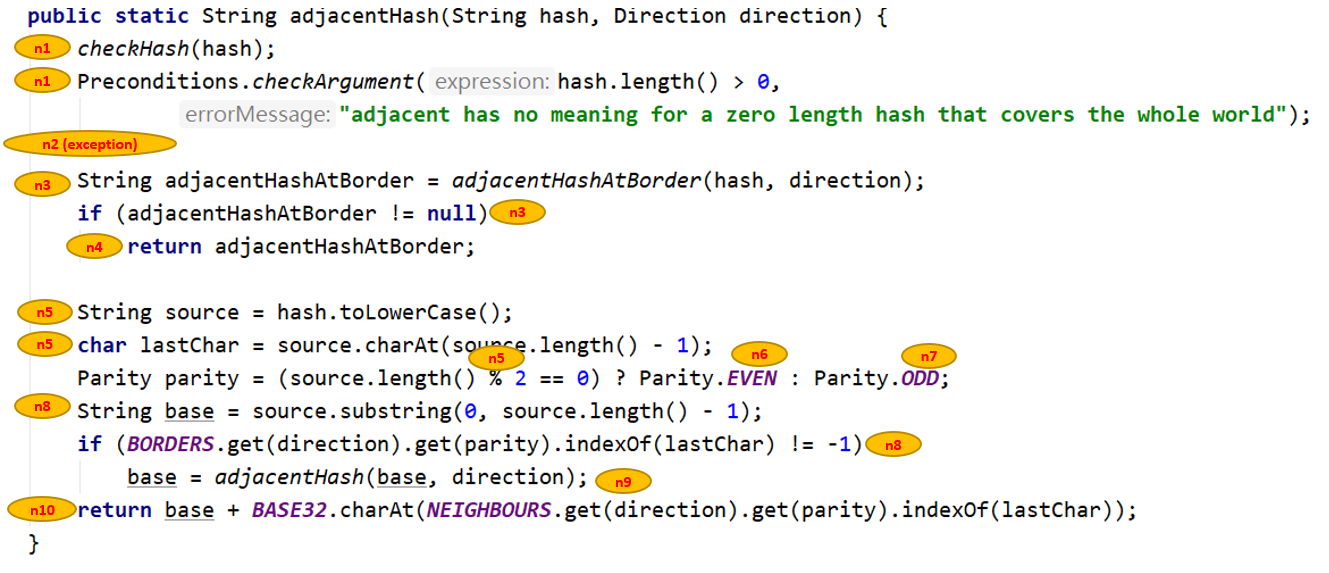 public static String adjacentHash(String hash, Direction direction) {
n1 checkHash(hash);
n1 Preconditions.checkArgument( expression: hash.length() > 0,
errorMessage: "adjacent has no meaning for a zero length hash that covers the whole world");
n2 (exception)
n3 String adjacentHashAtBorder = adjacentHashAtBorder(hash, direction);
if (adjacentHashAtBorder != null) n3
n4 return adjacentHashAtBorder;
n5 String source = hash.toLowerCase();
n5 char lastChar = source.charAt(source.length() - 1);
n5 n6 n7
Parity parity = (source.length() % 2 == 0) ? Parity.EVEN : Parity.ODD;
n8 String base = source.substring(0, source.length() - 1);
if (BORDERS.get(direction).get(parity).indexOf(lastChar) != -1) n8
base = adjacentHash(base, direction); n9
n10 return base + BASE32.charAt(NEIGHBOURS.get(direction).get(parity).indexOf(lastChar));
}